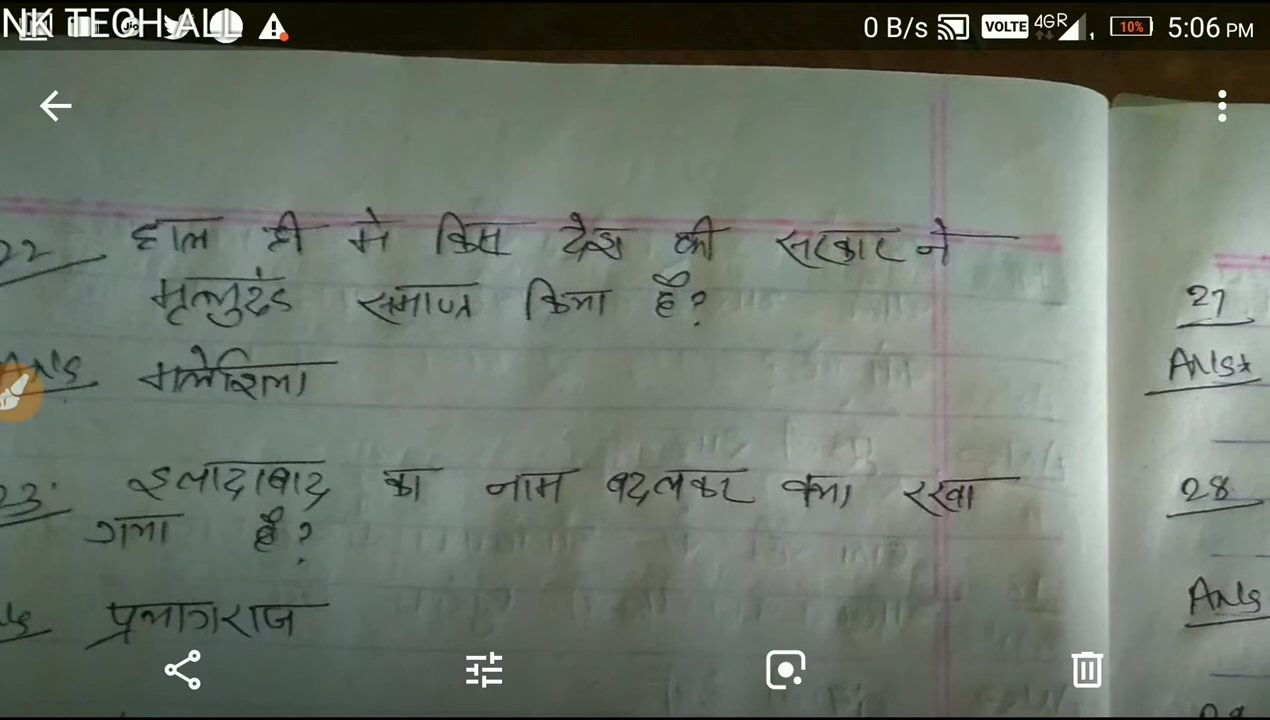 NK TECH ALL
0 B/s VOLTE 4GR 10% 5:06 PM
22 हाल ही मे किस देश की सरकार ने
मृत्युदंड समाप्त किया है?
Ans मलेशिया
23. इलाहाबाद का नाम बदलकर क्या रखा
गया है?
प्रयागराज
27
Ans
28
Ans